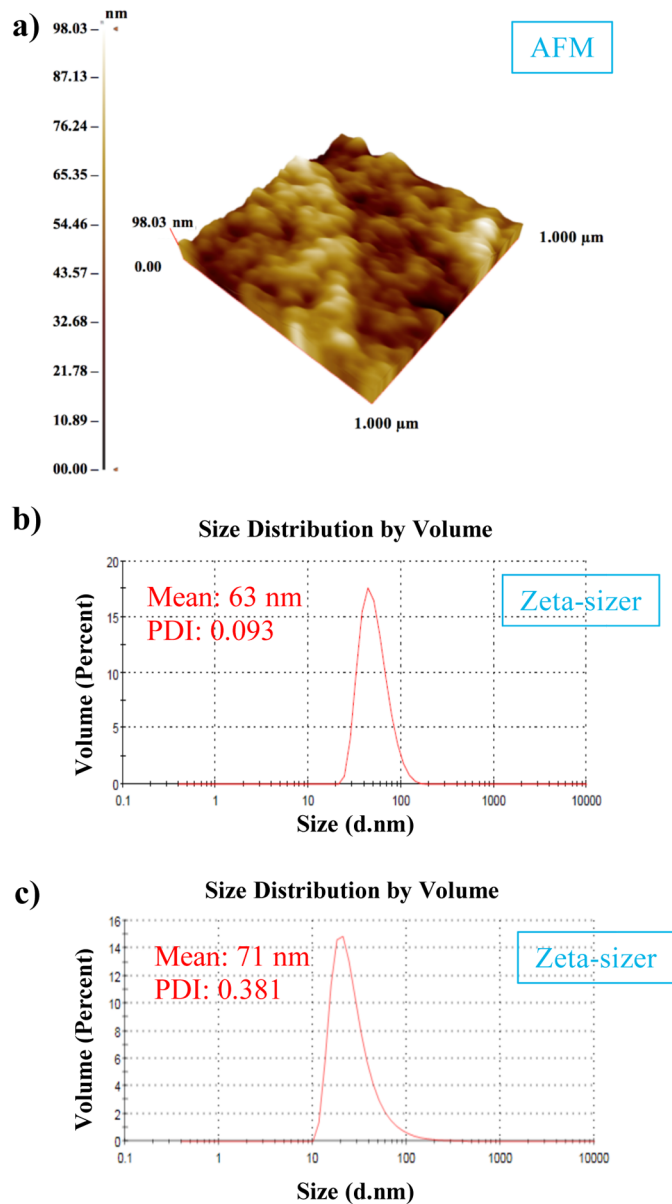 a)
nm
AFM
98.03
87.13
76.24
65.35
54.46
43.57
32.68
21.78
10.89
00.00
98.03 nm
0.00
1.000 µm
1.000 µm
b)
Size Distribution by Volume
Mean: 63 nm
PDI: 0.093
Zeta-sizer
Volume (Percent)
20
15
10
5
0
0.1 1 10 100 1000 10000
Size (d.nm)
c)
Size Distribution by Volume
Mean: 71 nm
PDI: 0.381
Zeta-sizer
Volume (Percent)
16
14
12
10
8
6
4
2
0
0.1 1 10 100 1000 10000
Size (d.nm)